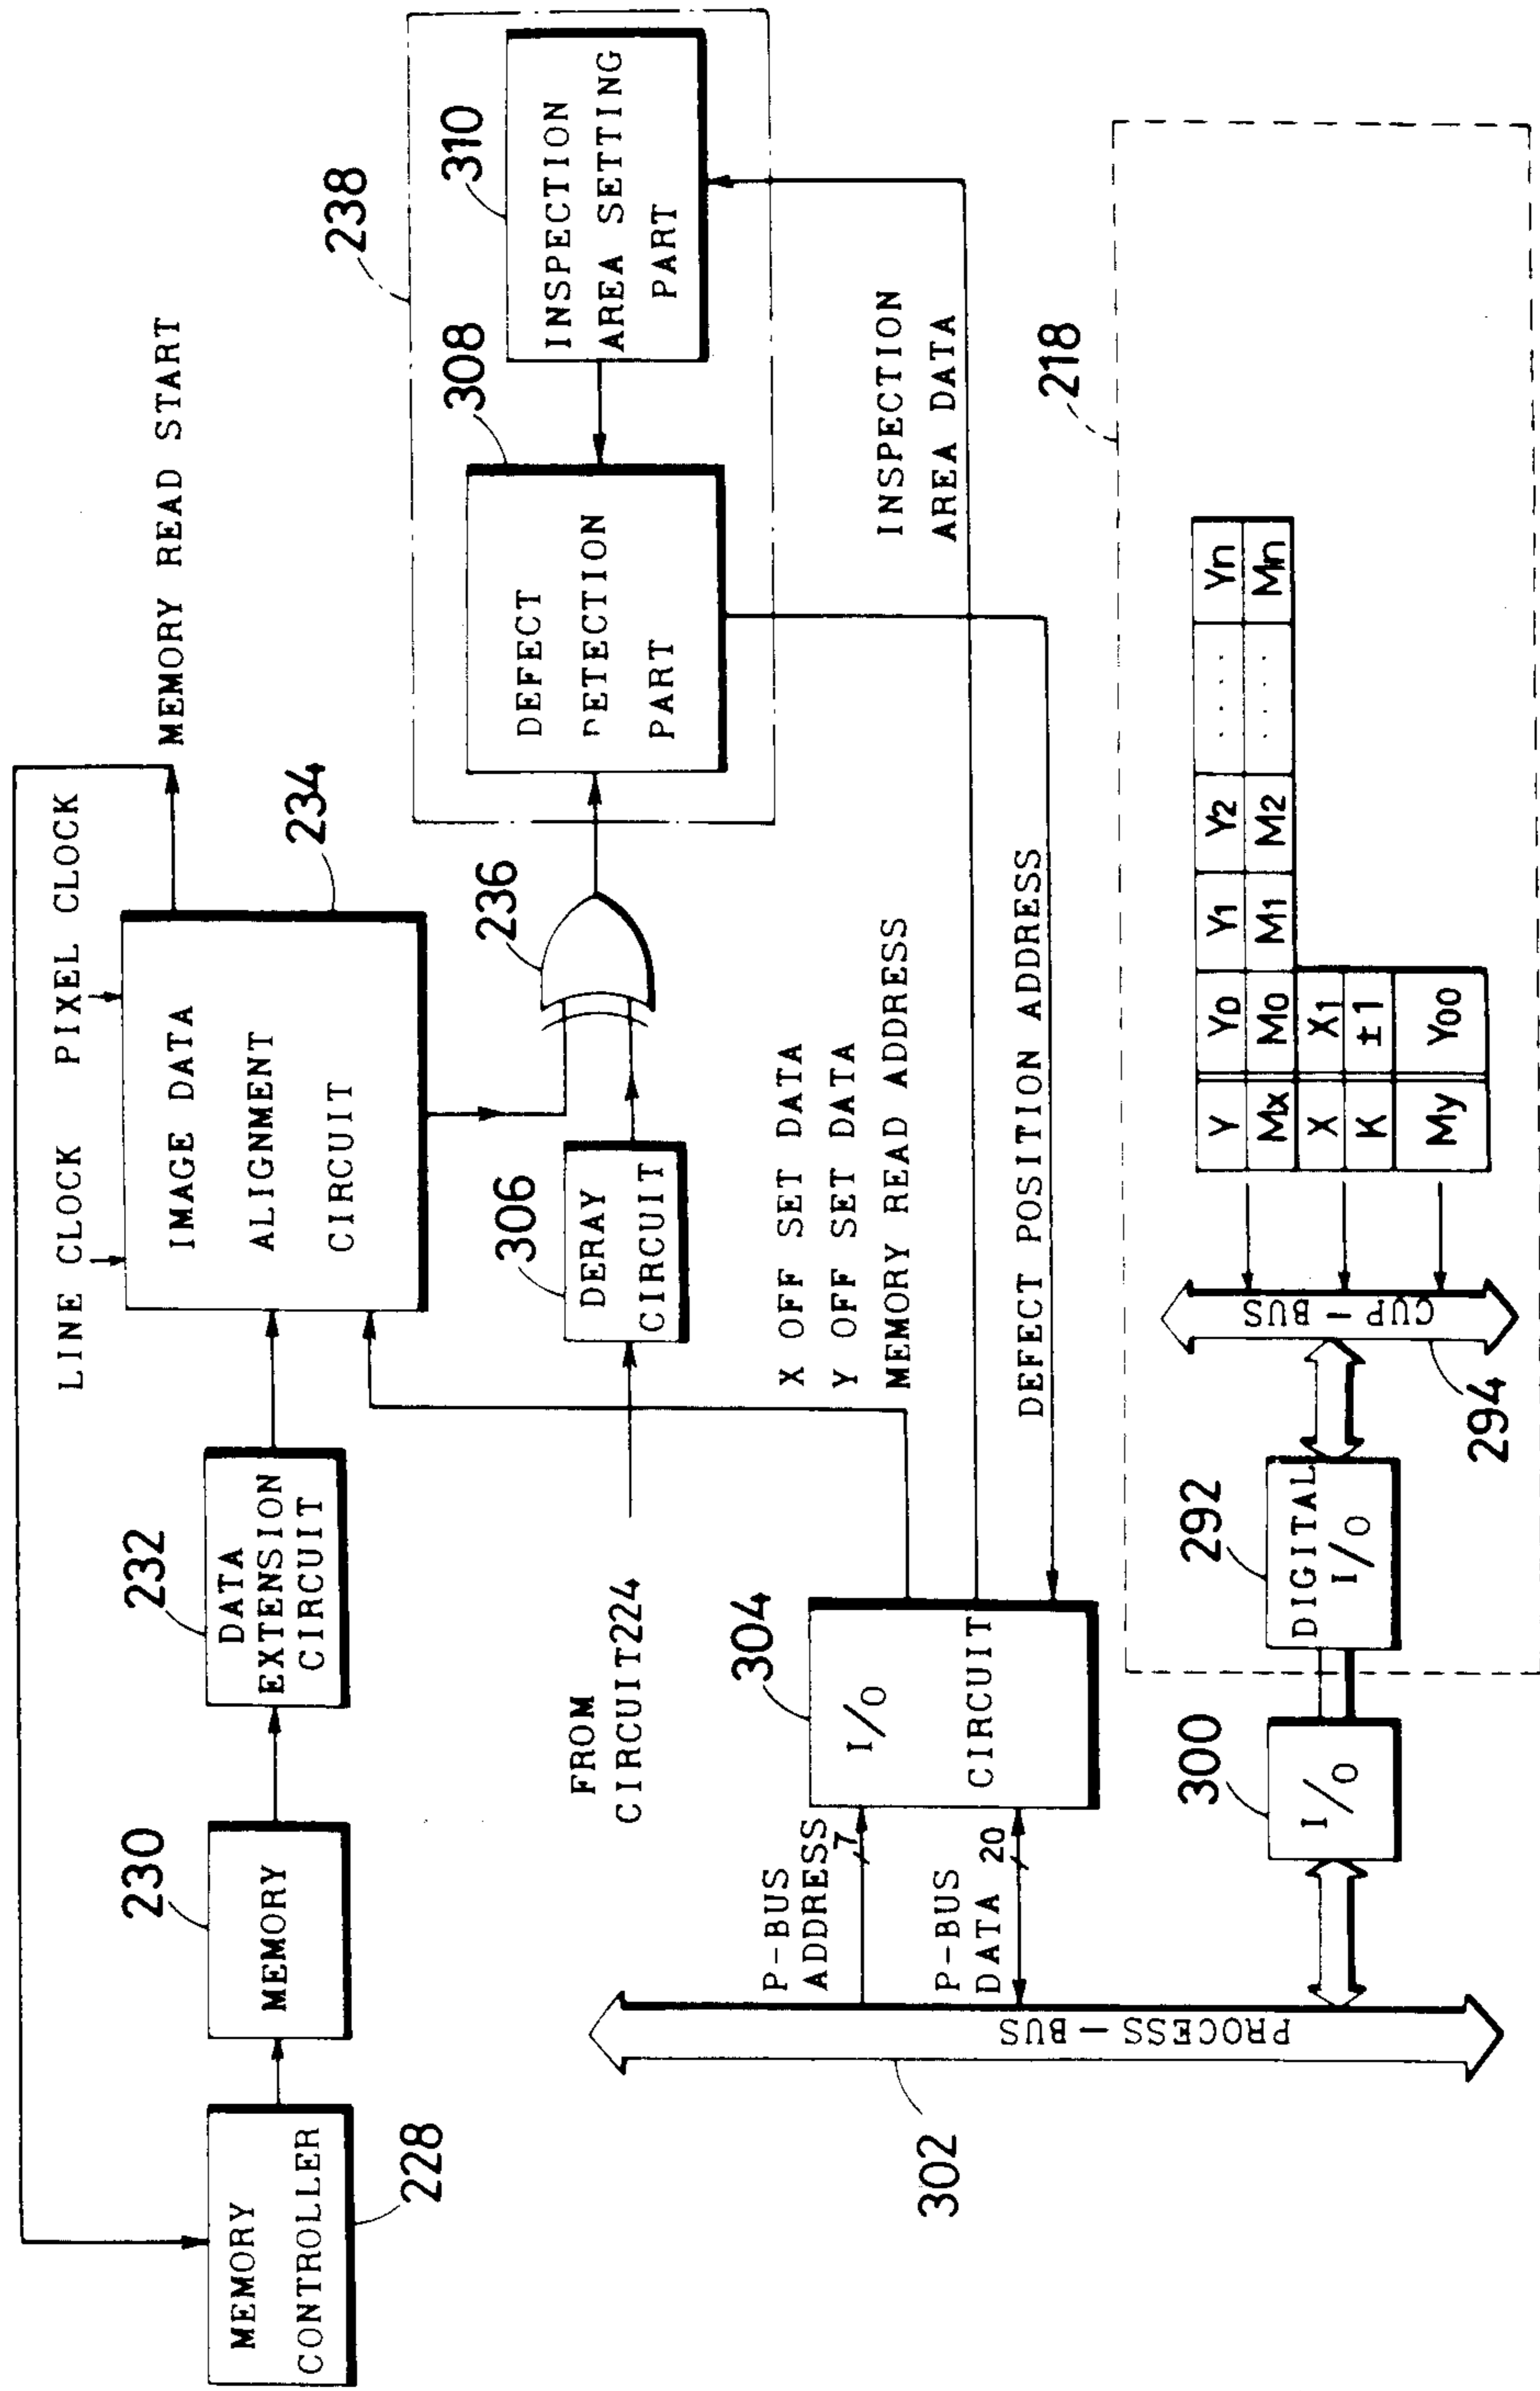 MEMORY READ START
LINE CLOCK PIXEL CLOCK
228
MEMORY
CONTROLLER
230
MEMORY
232
DATA
EXTENSION
CIRCUIT
234
IMAGE DATA
ALIGNMENT
CIRCUIT
236
238
308
DEFECT
DETECTION
PART
310
INSPECTION
AREA SETTING
PART
FROM
CIRCUIT224
306
DERAY
CIRCUIT
X OFF SET DATA
Y OFF SET DATA
MEMORY READ ADDRESS
INSPECTION
AREA DATA
DEFECT POSITION ADDRESS
304
I/O
CIRCUIT
P-BUS
ADDRESS
7
P-BUS
DATA
20
302
PROCESS-BUS
300
I/O
218
292
DIGITAL
I/O
294
CUP-BUS
Y Y0 Y1 Y2 .... Yn
Mx M0 M1 M2 .... Mn
X X1
K ±1
My Y00